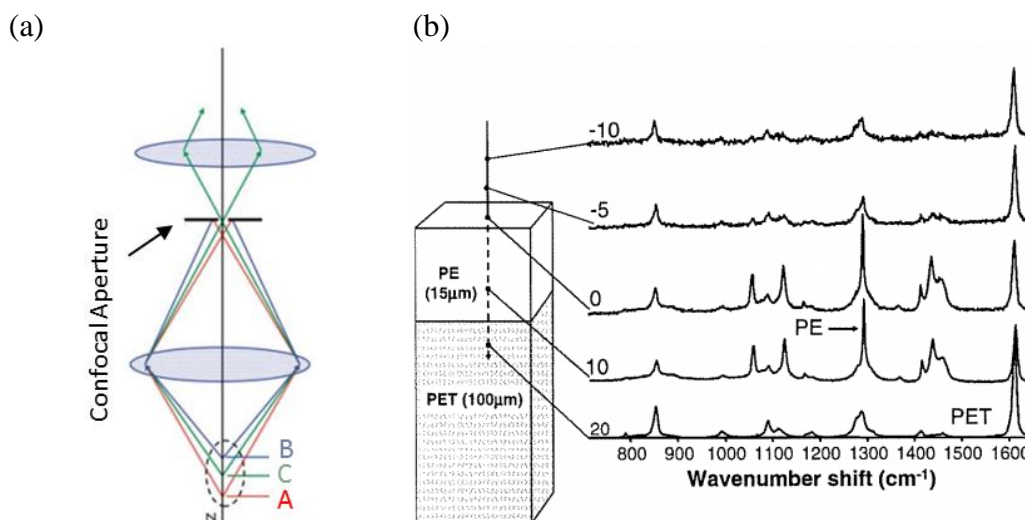 (a)
(b)
Confocal Aperture
B
C
A
z
-10
-5
0
10
20
PE
(15μm)
PET (100μm)
PE
PET
800 900 1000 1100 1200 1300 1400 1500 1600
Wavenumber shift (cm-1)